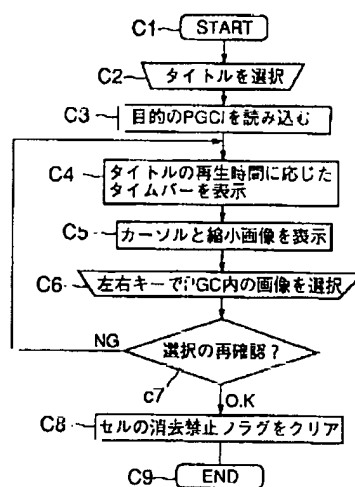 C1 START
C2 タイトルを選択
C3 目的のPGCIを読み込む
C4 タイトルの再生時間に応じた
タイムバーを表示
C5 カーソルと縮小画像を表示
C6 左右キーでPGC内の画像を選択
NG 選択の再確認?
c7 O.K
C8 セルの消去禁止フラグをクリア
C9 END